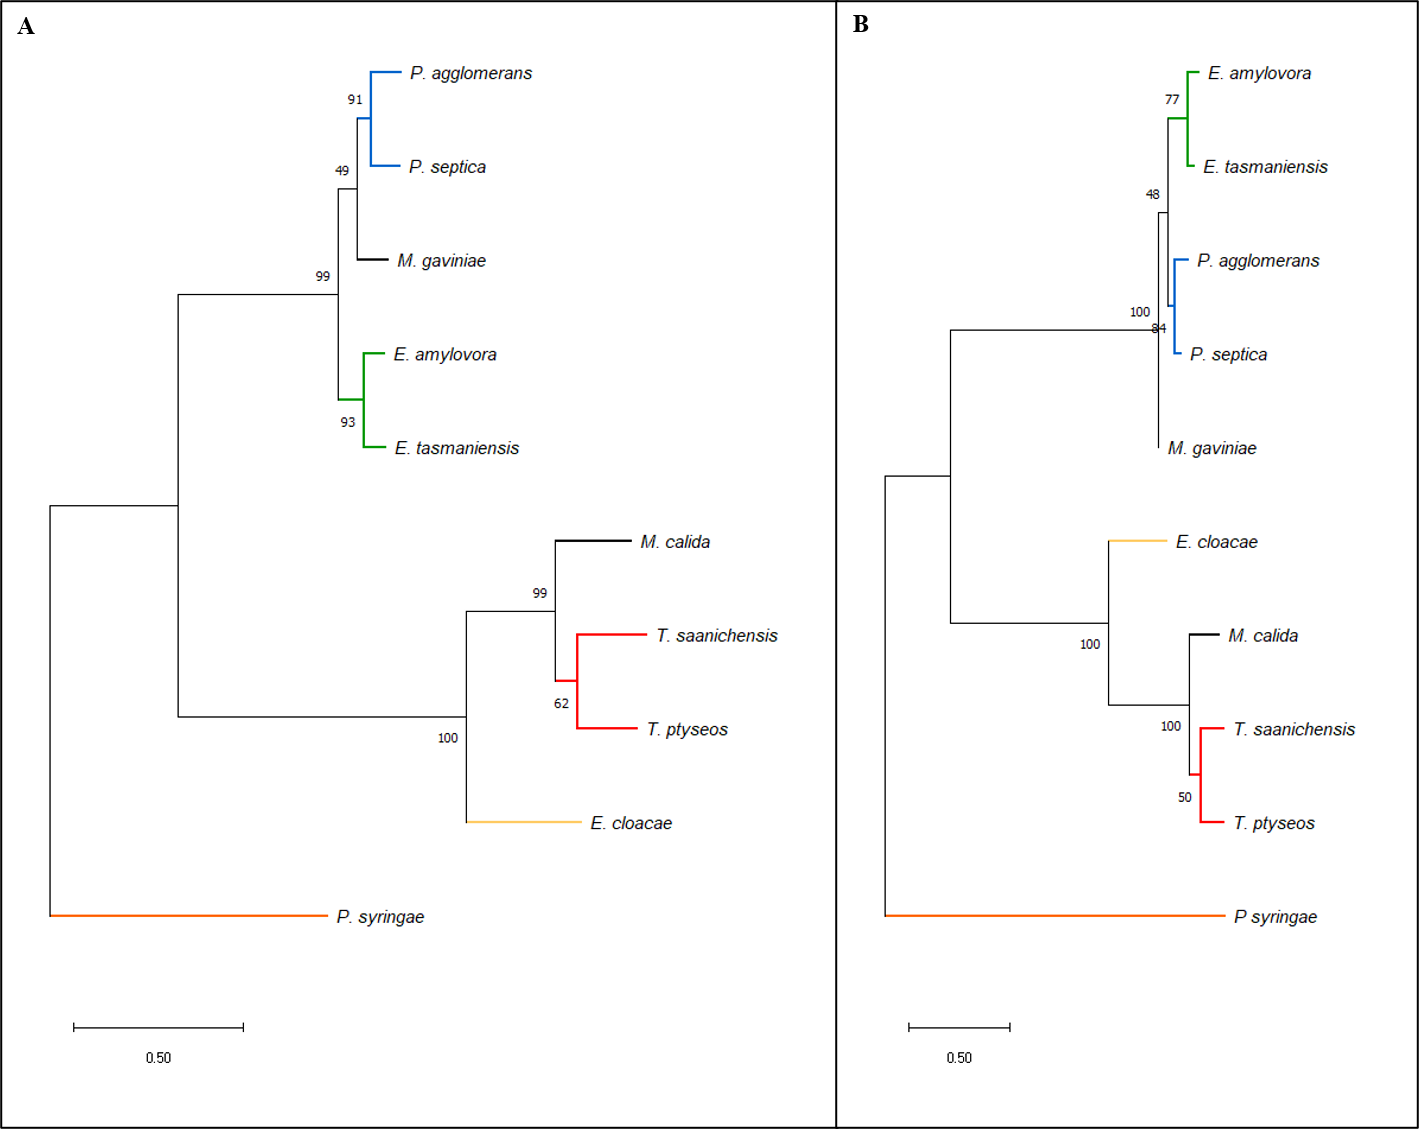 A
P. agglomerans
91
P. septica
49
M. gaviniae
99
E. amylovora
93
E. tasmaniensis
M. calida
99
T. saanichensis
62
T. ptyseos
100
E. cloacae
P. syringae
0.50
B
E. amylovora
77
E. tasmaniensis
48
P. agglomerans
100
84
P. septica
M. gaviniae
E. cloacae
100
M. calida
100
T. saanichensis
50
T. ptyseos
P syringae
0.50